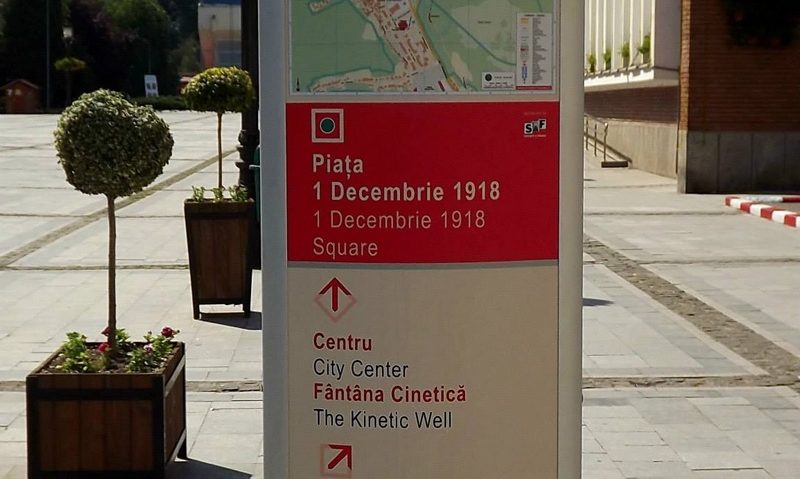 Piața
1 Decembrie 1918
1 Decembrie 1918
Square
Centru
City Center
Fântâna Cinetică
The Kinetic Well